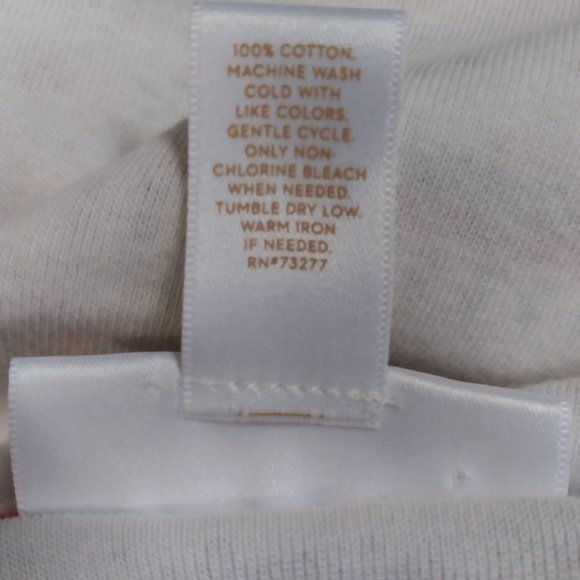 100% COTTON.
MACHINE WASH
COLD WITH
LIKE COLORS.
GENTLE CYCLE.
ONLY NON-
CHLORINE BLEACH
WHEN NEEDED.
TUMBLE DRY LOW.
WARM IRON
IF NEEDED.
RN#73277